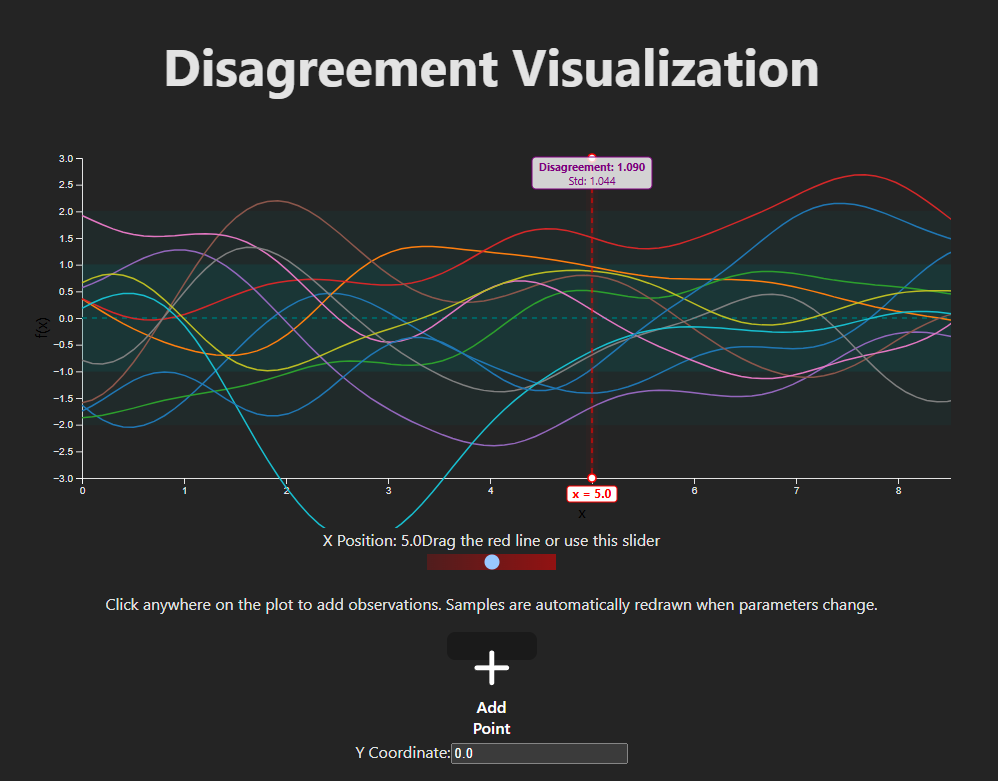 Disagreement Visualization
3.0
Disagreement: 1.090
Std: 1.044
2.5
2.0
1.5
1.0
0.5
0.0
f(x)
−0.5
−1.0
−1.5
−2.0
−2.5
−3.0
0 1 2 3 4 6 7 8
x = 5.0
x
X Position: 5.0Drag the red line or use this slider
Click anywhere on the plot to add observations. Samples are automatically redrawn when parameters change.
Add
Point
Y Coordinate: 0.0